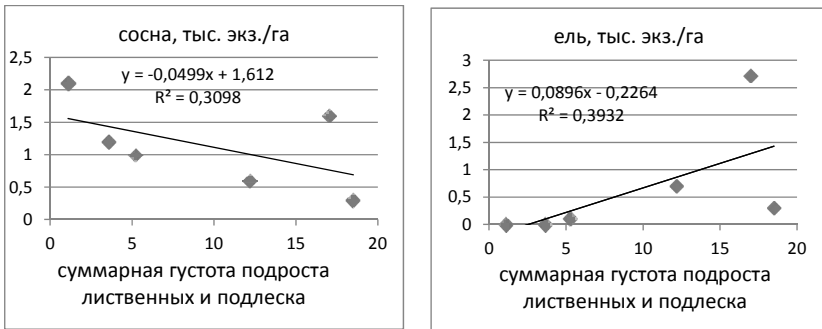 сосна, тыс. экз./га
y = -0,0499x + 1,612
R² = 0,3098
2,5
2
1,5
1
0,5
0
0 5 10 15 20
суммарная густота подроста
лиственных и подлеска
ель, тыс. экз./га
y = 0,0896x - 0,2264
R² = 0,3932
3
2,5
2
1,5
1
0,5
0
0 5 10 15 20
суммарная густота подроста
лиственных и подлеска